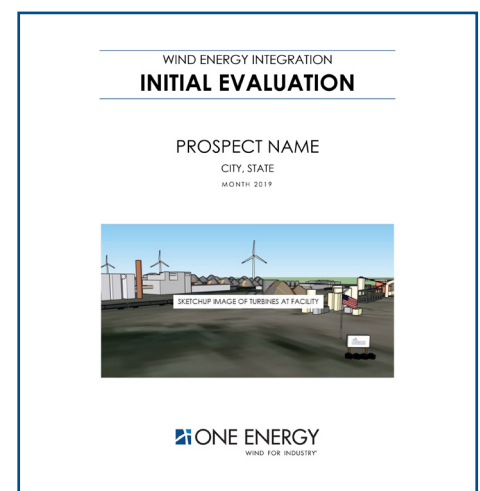 WIND ENERGY INTEGRATION
INITIAL EVALUATION
PROSPECT NAME
CITY, STATE
MONTH 2019
SKETCHUP IMAGE OF TURBINES AT FACILITY
ONE ENERGY
WIND FOR INDUSTRY